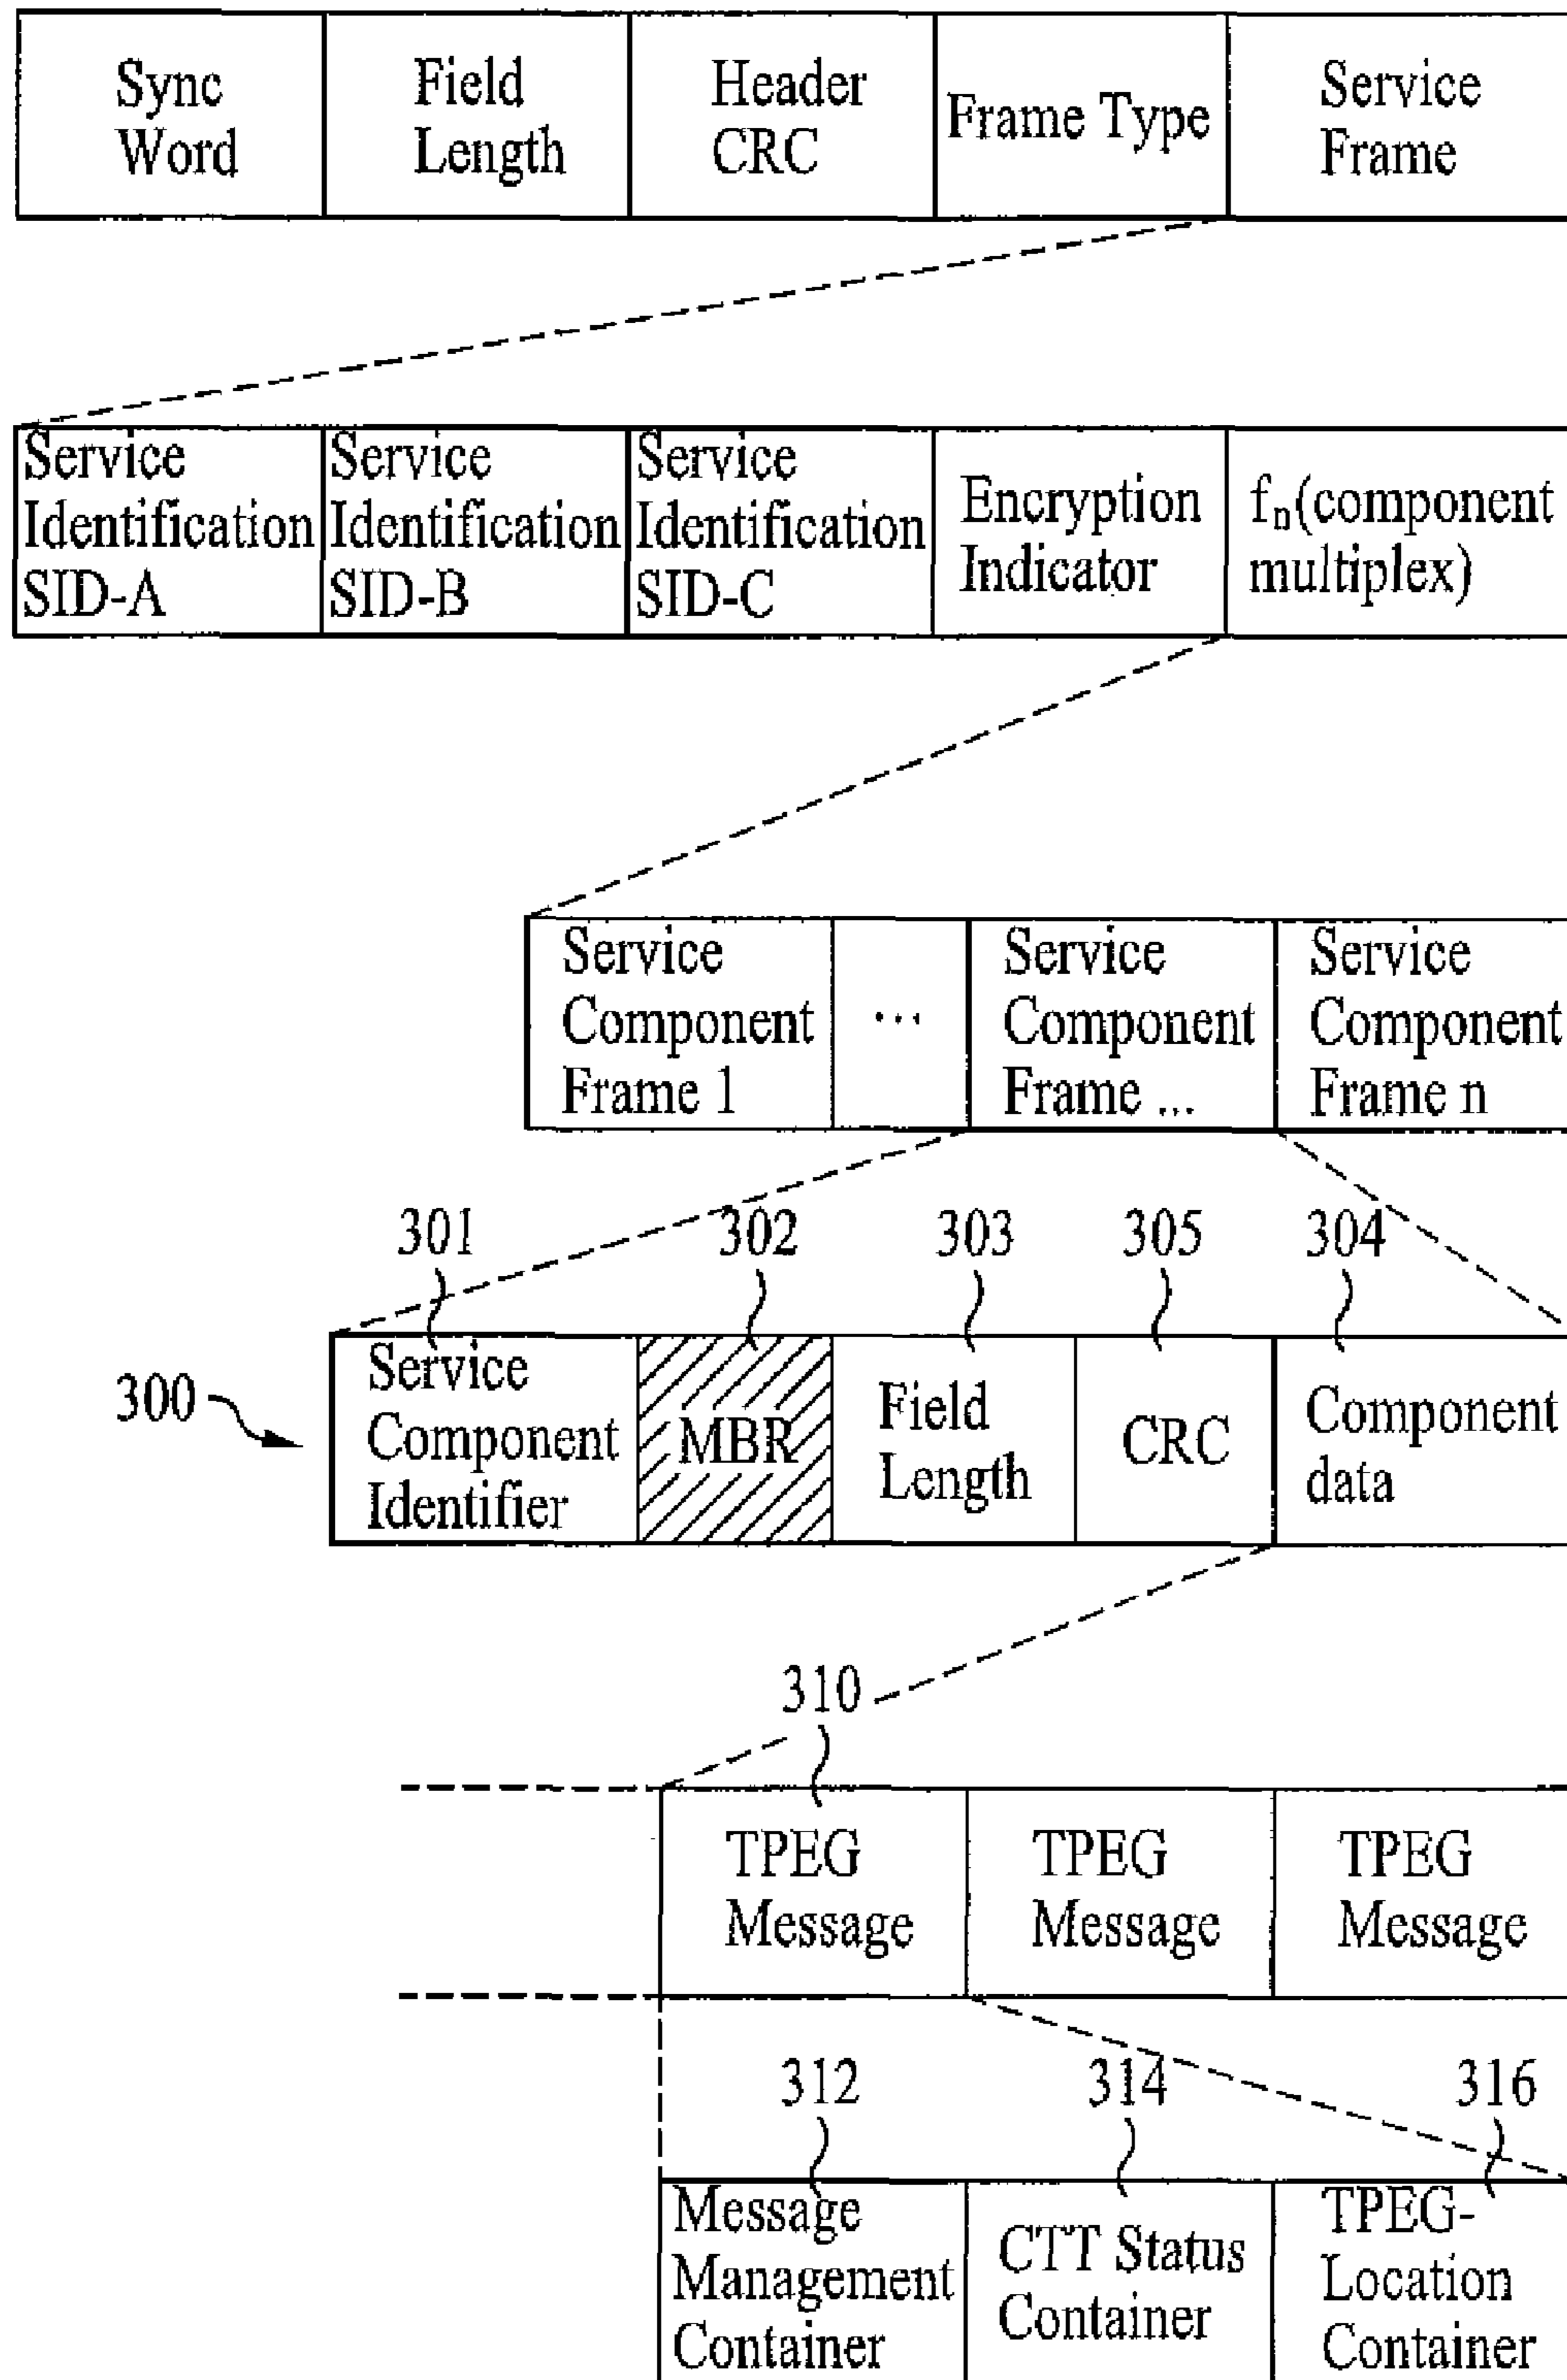 Sync
Word
Field
Length
Header
CRC
Frame Type
Service
Frame
Service
Identification
SID-A
Service
Identification
SID-B
Service
Identification
SID-C
Encryption
Indicator
fn(component
multiplex)
Service
Component
Frame 1
...
Service
Component
Frame ...
Service
Component
Frame n
301
302
303
305
304
300
Service
Component
Identifier
MBR
Field
Length
CRC
Component
data
310
TPEG
Message
TPEG
Message
TPEG
Message
312
314
316
Message
Management
Container
CTT Status
Container
TPEG-
Location
Container